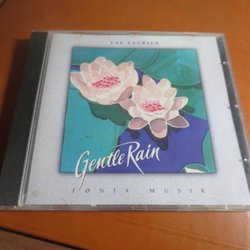 LAU LAURSEN
Gentle Rain
FØNIX MUSIK